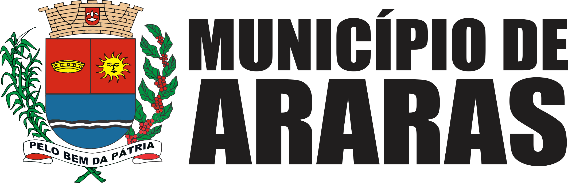 MUNICÍPIO DE
ARARAS
PELO BEM DA PÁTRIA